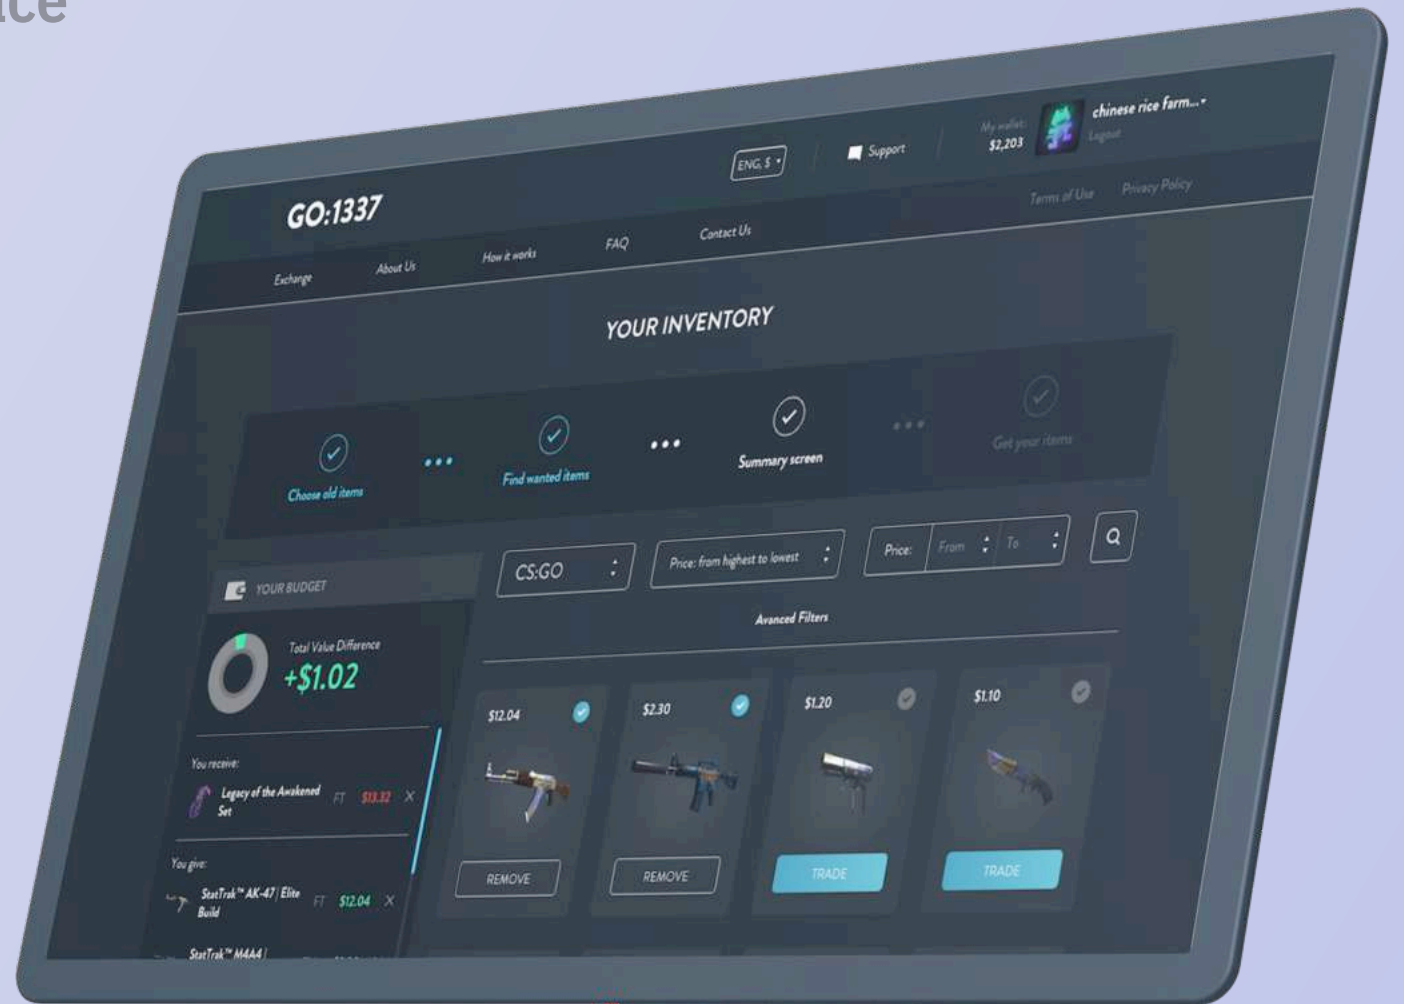 GO:1337
ENG, $
Support
My wallet:
$2,203
chinese rice farm...
Logout
Exchange
About Us
How it works
FAQ
Contact Us
Terms of Use
Privacy Policy
YOUR INVENTORY
Choose old items
Find wanted items
Summary screen
Get your items
YOUR BUDGET
CS:GO
Price: from highest to lowest
Price:
From
To
Avanced Filters
Total Value Difference
+$1.02
$12.04
$2.30
$1.20
$1.10
You receive:
Legacy of the Awakened
Set
FT
$13.32
X
REMOVE
REMOVE
TRADE
TRADE
You give:
StatTrak™ AK-47 | Elite
Build
FT
$12.04
X
StatTrak™ M4A4 |